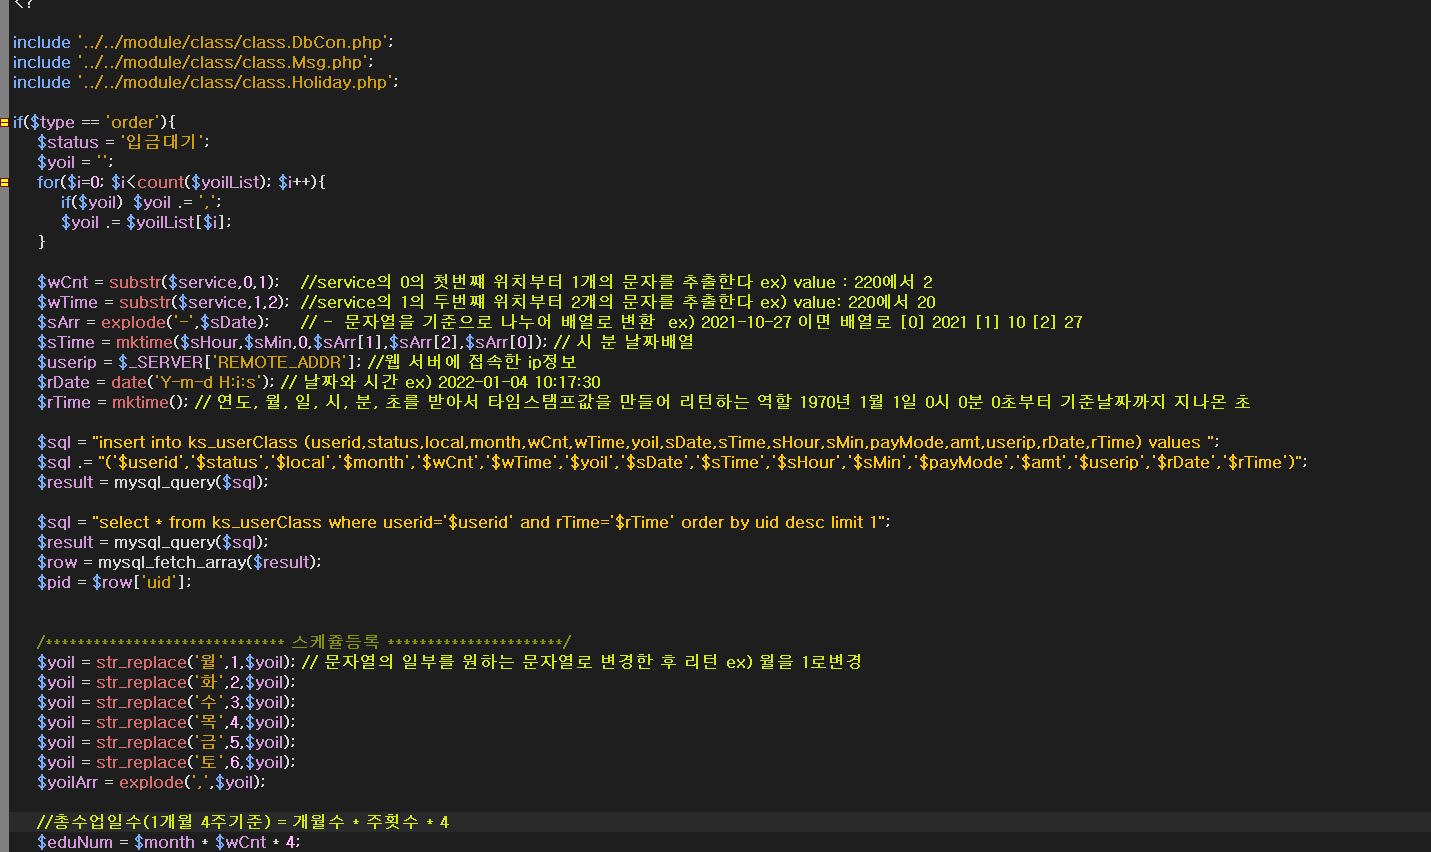 <?
include '../../module/class/class.DbCon.php';
include '../../module/class/class.Msg.php';
include '../../module/class/class.Holiday.php';
if($type == 'order'){
$status = '입금대기';
$yoil = '';
for($i=0; $i<count($yoilList); $i++){
if($yoil) $yoil .= ',';
$yoil .= $yoilList[$i];
}
$wCnt = substr($service,0,1); //service의 0의 첫번째 위치부터 1개의 문자를 추출한다 ex) value : 220에서 2
$wTime = substr($service,1,2); //service의 1의 두번째 위치부터 2개의 문자를 추출한다 ex) value: 220에서 20
$sArr = explode('-',$sDate); // - 문자열을 기준으로 나누어 배열로 변환 ex) 2021-10-27 이면 배열로 [0] 2021 [1] 10 [2] 27
$sTime = mktime($sHour,$sMin,0,$sArr[1],$sArr[2],$sArr[0]); // 시 분 날짜배열
$userip = $_SERVER['REMOTE_ADDR']; //웹 서버에 접속한 ip정보
$rDate = date('Y-m-d H:i:s'); // 날짜와 시간 ex) 2022-01-04 10:17:30
$rTime = mktime(); // 연도, 월, 일, 시, 분, 초를 받아서 타임스템프값을 만들어 리턴하는 역할 1970년 1월 1일 0시 0분 0초부터 기준날짜까지 지나온 초
$sql = "insert into ks_userClass (userid,status,local,month,wCnt,wTime,yoil,sDate,sTime,sHour,sMin,payMode,amt,userip,rDate,rTime) values ";
$sql .= "('$userid','$status','$local','$month','$wCnt','$wTime','$yoil','$sDate','$sTime','$sHour','$sMin','$payMode','$amt','$userip','$rDate','$rTime')";
$result = mysql_query($sql);
$sql = "select * from ks_userClass where userid='$userid' and rTime='$rTime' order by uid desc limit 1";
$result = mysql_query($sql);
$row = mysql_fetch_array($result);
$pid = $row['uid'];
/****************************** 스케쥴등록 **********************/
$yoil = str_replace('월',1,$yoil); // 문자열의 일부를 원하는 문자열로 변경한 후 리턴 ex) 월을 1로변경
$yoil = str_replace('화',2,$yoil);
$yoil = str_replace('수',3,$yoil);
$yoil = str_replace('목',4,$yoil);
$yoil = str_replace('금',5,$yoil);
$yoil = str_replace('토',6,$yoil);
$yoilArr = explode(',',$yoil);
//총수업일수(1개월 4주기준) = 개월수 * 주횟수 * 4
$eduNum = $month * $wCnt * 4;